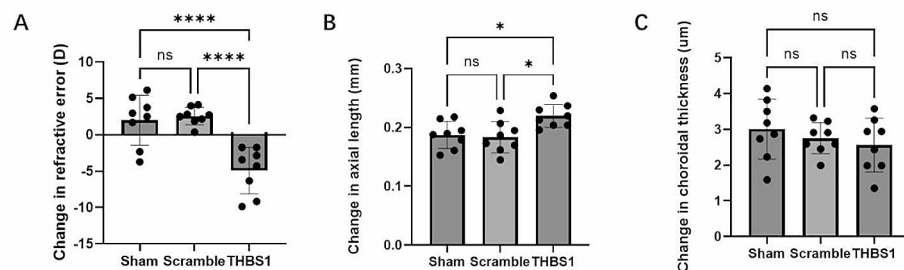 A
****
ns
****
Change in refractive error (D)
10
5
0
-5
-10
-15
Sham Scramble THBS1
B
*
ns
*
Change in axial length (mm)
0.3
0.2
0.1
0.0
Sham Scramble THBS1
C
ns
ns
ns
Change in choroidal thickness (um)
5
4
3
2
1
0
Sham Scramble THBS1